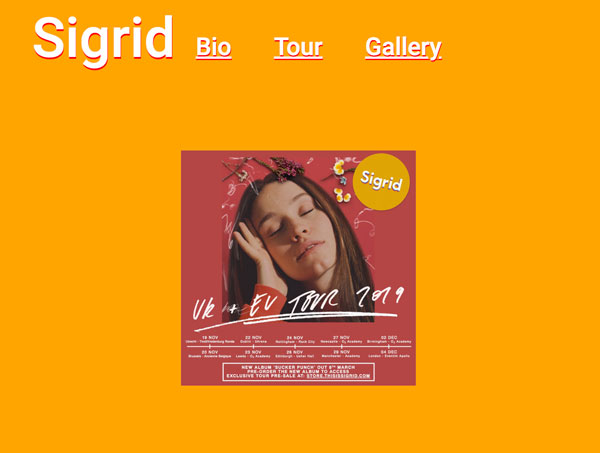 Sigrid Bio Tour Gallery
Sigrid
UK + EU TOUR 2019
19 NOV 22 NOV 24 NOV 27 NOV 02 DEC
Utrecht - TivoliVredenburg Ronda Dublin - Olympia Nottingham - Rock City Newcastle - O₂ Academy Birmingham - O₂ Academy
20 NOV 23 NOV 26 NOV 29 NOV 04 DEC
Brussels - Ancienne Belgique Leeds - O₂ Academy Edinburgh - Usher Hall Manchester - Academy London - Eventim Apollo
NEW ALBUM 'SUCKER PUNCH' OUT 8TH MARCH
PRE-ORDER THE NEW ALBUM TO ACCESS
EXCLUSIVE TOUR PRE-SALE AT: STORE.THISISSIGRID.COM